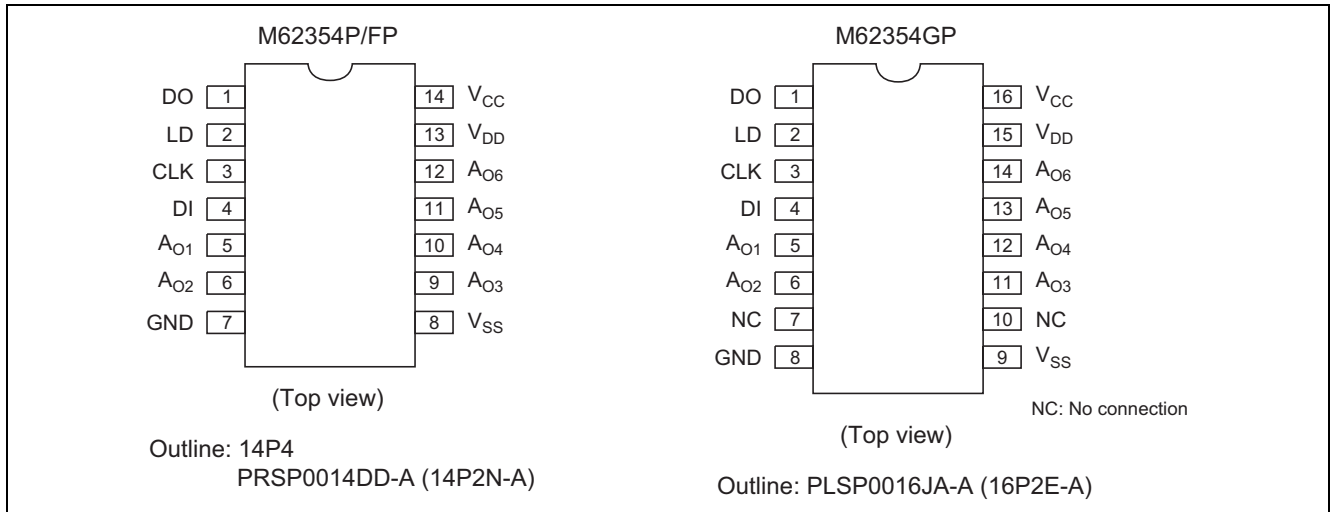 M62354P/FP
DO 1 14 VCC
LD 2 13 VDD
CLK 3 12 AO6
DI 4 11 AO5
AO1 5 10 AO4
AO2 6 9 AO3
GND 7 8 VSS
(Top view)
Outline: 14P4
PRSP0014DD-A (14P2N-A)
M62354GP
DO 1 16 VCC
LD 2 15 VDD
CLK 3 14 AO6
DI 4 13 AO5
AO1 5 12 AO4
AO2 6 11 AO3
NC 7 10 NC
GND 8 9 VSS
NC: No connection
(Top view)
Outline: PLSP0016JA-A (16P2E-A)